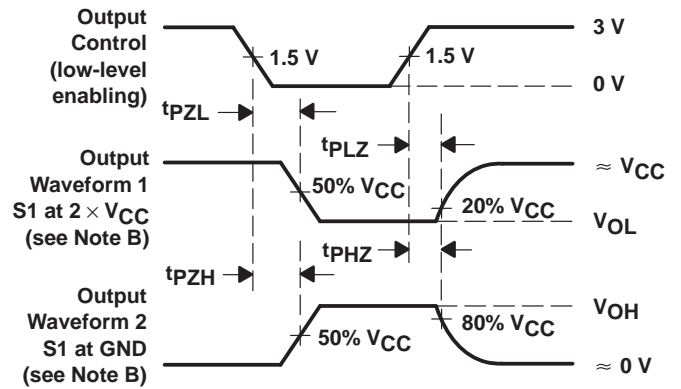 Output
Control
(low-level
enabling)
1.5 V
1.5 V
3 V
0 V
tPZL
tPLZ
Output
Waveform 1
S1 at 2 × VCC
(see Note B)
50% VCC
20% VCC
≈ VCC
VOL
tPZH
tPHZ
Output
Waveform 2
S1 at GND
(see Note B)
50% VCC
80% VCC
VOH
≈ 0 V